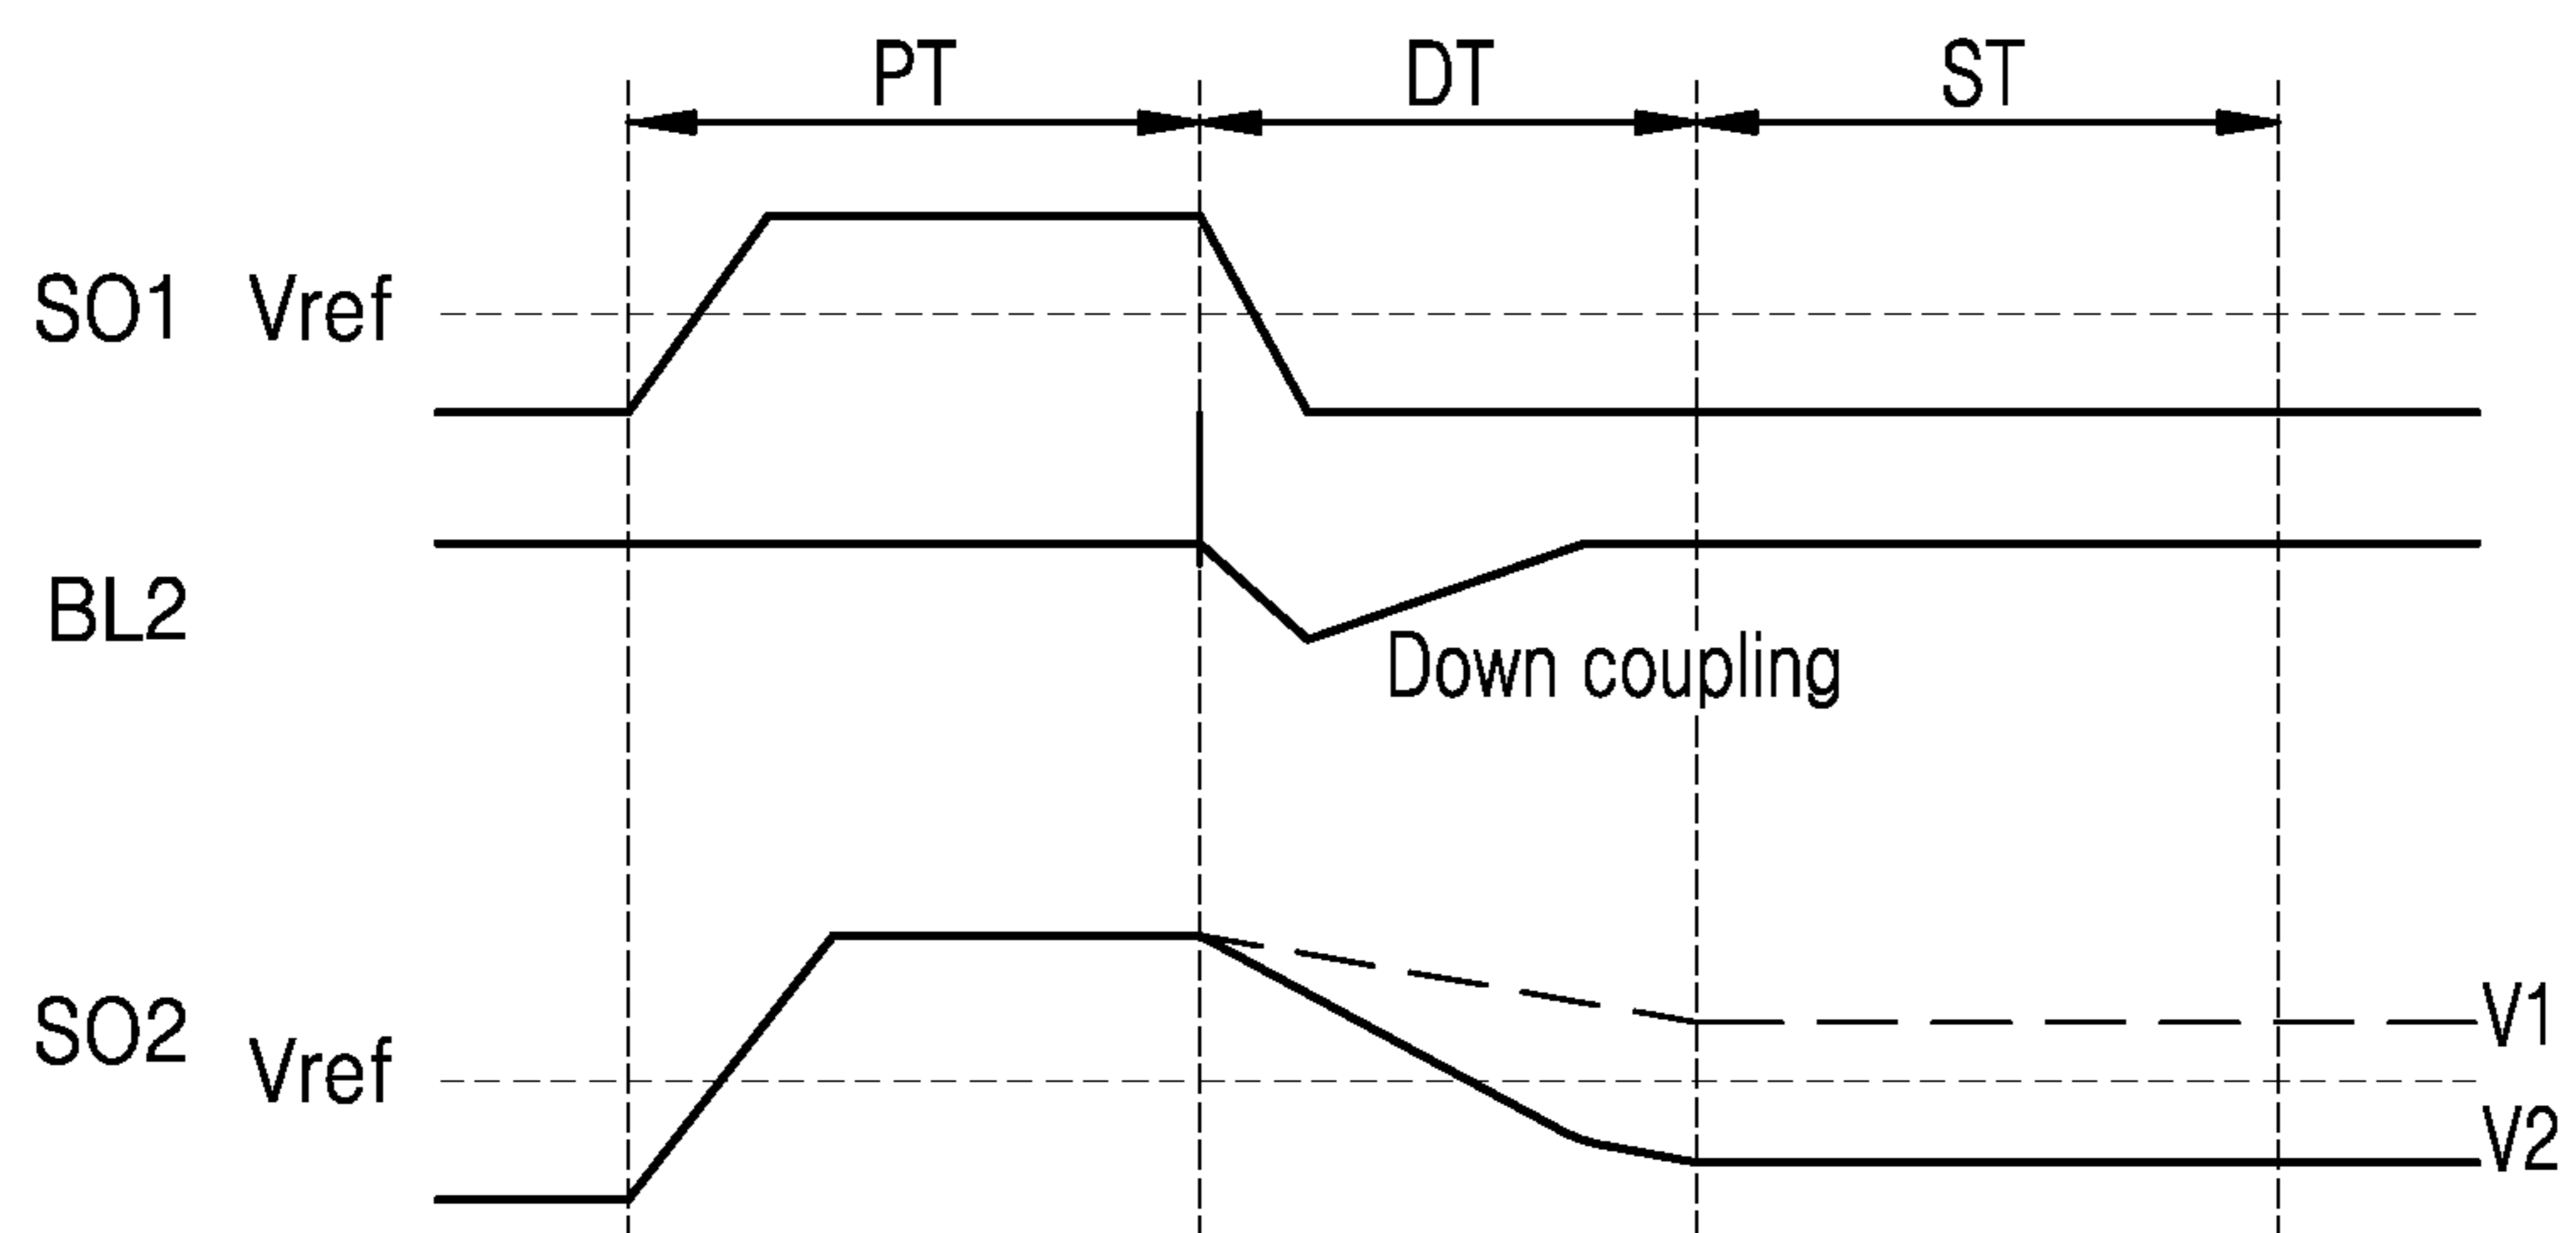 PT DT ST
SO1 Vref
BL2
Down coupling
SO2
V1
Vref
V2